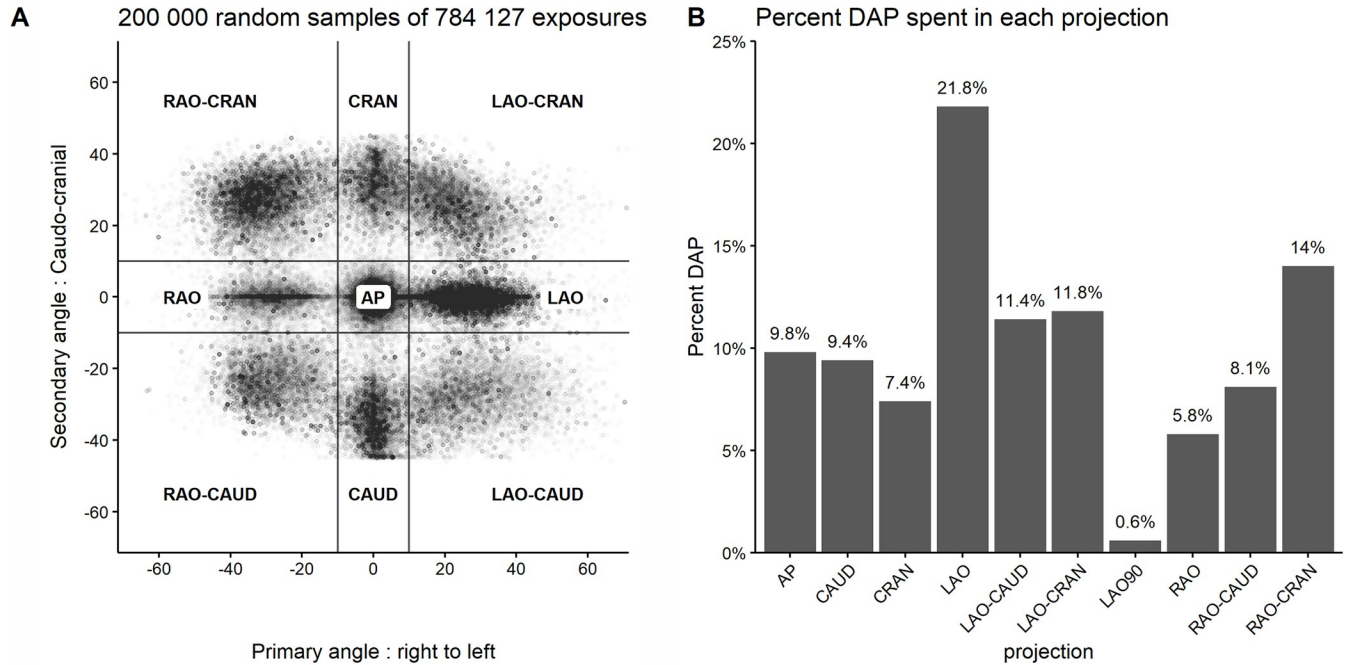 A 200 000 random samples of 784 127 exposures
Secondary angle : Caudo-cranial
60
40
20
0
-20
-40
-60
RAO-CRAN CRAN LAO-CRAN
RAO AP LAO
RAO-CAUD CAUD LAO-CAUD
-60 -40 -20 0 20 40 60
Primary angle : right to left
B Percent DAP spent in each projection
Percent DAP
25%
20%
15%
10%
5%
0%
9.8%
9.4%
7.4%
21.8%
11.4%
11.8%
0.6%
5.8%
8.1%
14%
AP
CAUD
CRAN
LAO
LAO-CAUD
LAO-CRAN
LAO90
RAO
RAO-CAUD
RAO-CRAN
projection